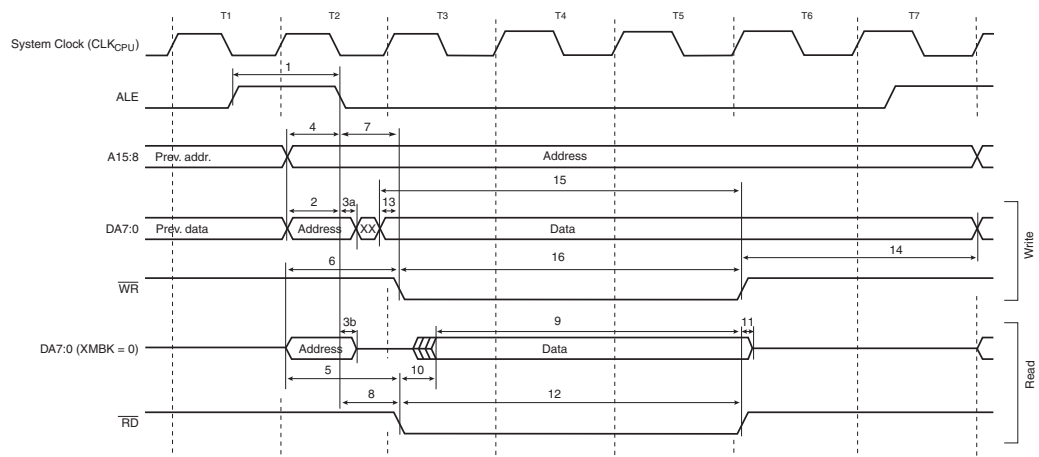 T1 T2 T3 T4 T5 T6 T7
System Clock (CLKCPU)
1
ALE
4 7
A15:8 Prev. addr. Address
15
2 3a 13
DA7:0 Prev. data Address XX Data
6 16 14
WR
Write
3b 9 11
DA7:0 (XMBK = 0) Address Data
5 10
8 12
RD
Read